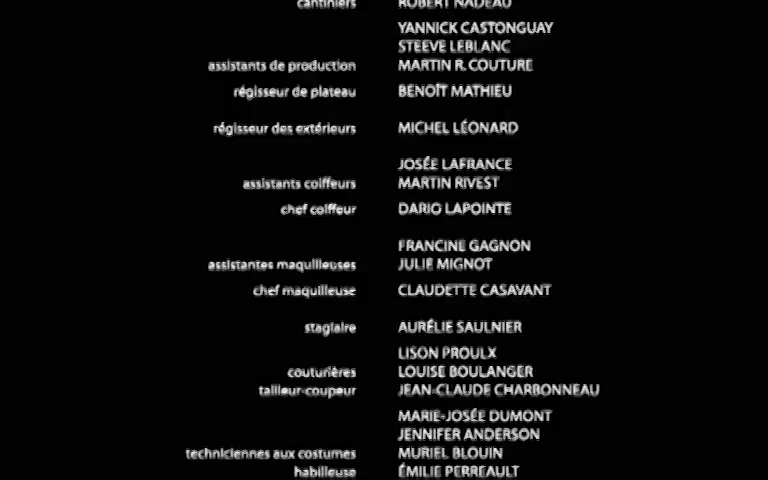 cantiniers ROBERT NADEAU
YANNICK CASTONGUAY
STEEVE LEBLANC
assistants de production MARTIN R. COUTURE
régisseur de plateau BENOÎT MATHIEU
régisseur des extérieurs MICHEL LÉONARD
JOSÉE LAFRANCE
assistants coiffeurs MARTIN RIVEST
chef coiffeur DARIO LAPOINTE
FRANCINE GAGNON
assistantes maquilleuses JULIE MIGNOT
chef maquilleuse CLAUDETTE CASAVANT
stagiaire AURÉLIE SAULNIER
LISON PROULX
couturières LOUISE BOULANGER
tailleur-coupeur JEAN-CLAUDE CHARBONNEAU
MARIE-JOSÉE DUMONT
JENNIFER ANDERSON
techniciennes aux costumes MURIEL BLOUIN
habilleuse ÉMILIE PERREAULT